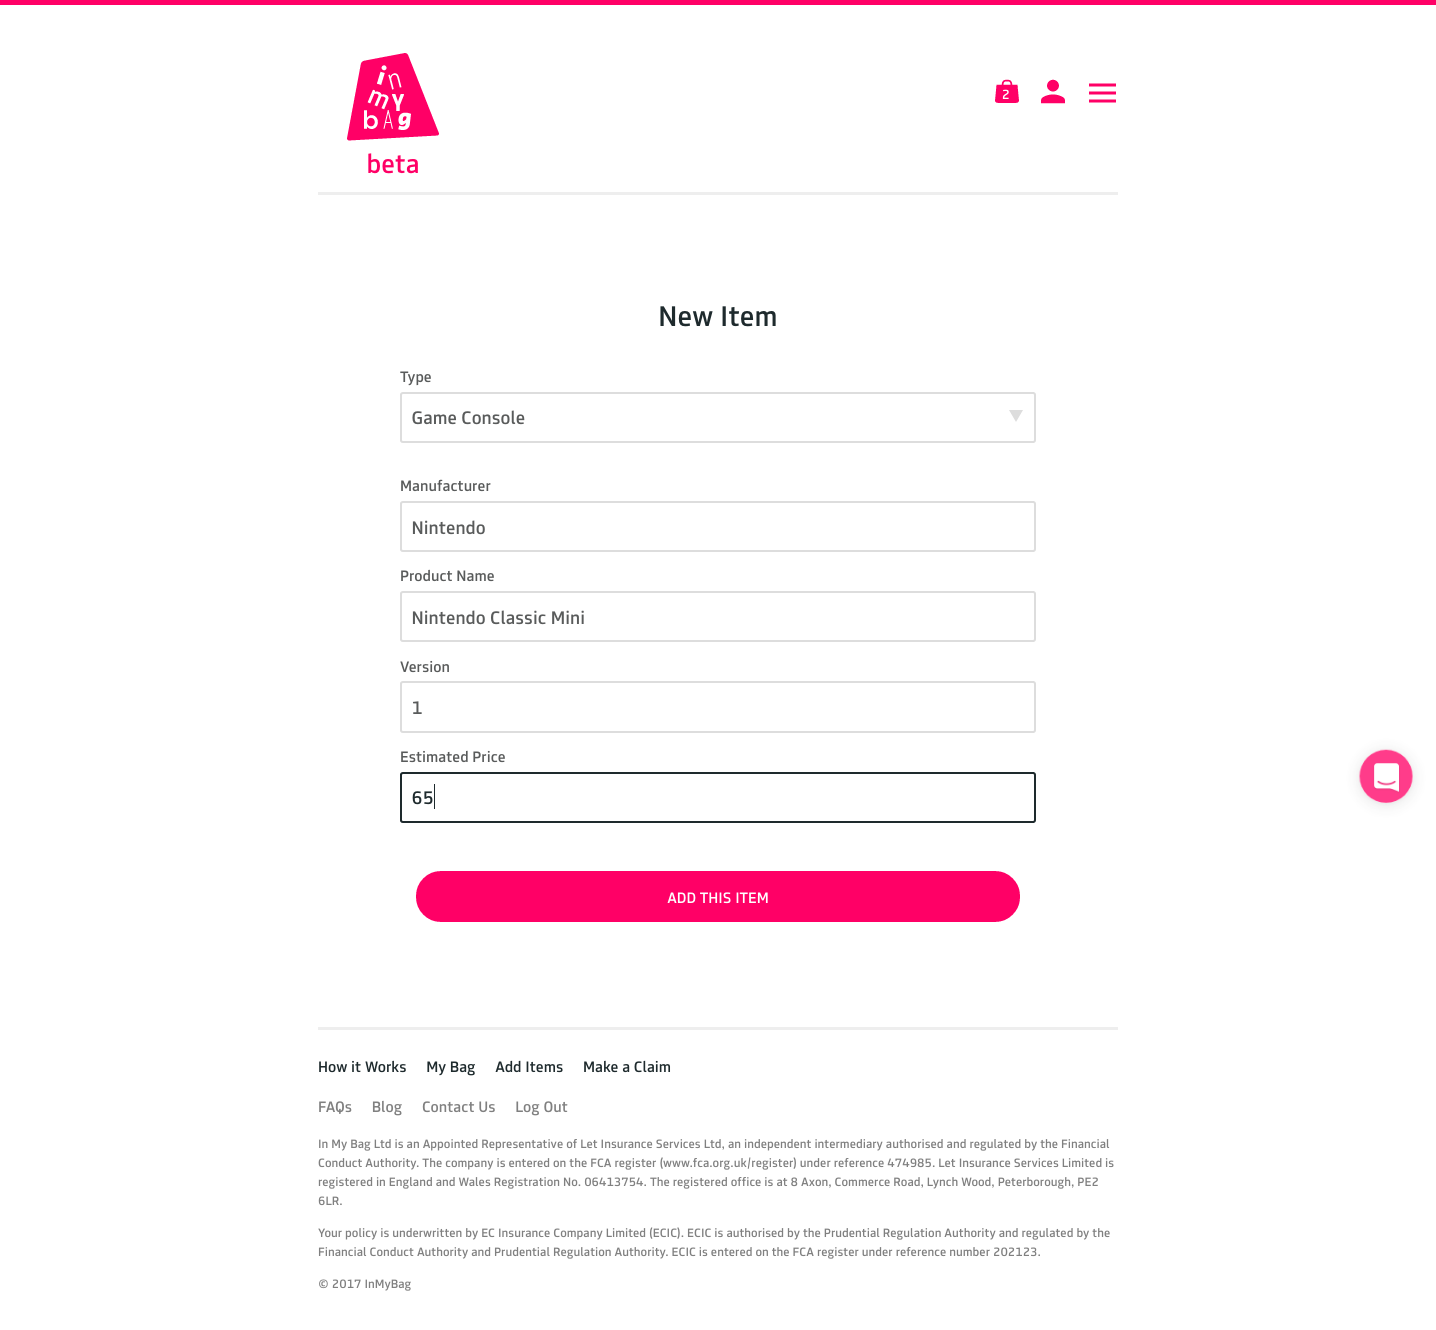 in
my
bAg
beta
2
New Item
Type
Game Console
Manufacturer
Nintendo
Product Name
Nintendo Classic Mini
Version
1
Estimated Price
65
ADD THIS ITEM
How it Works My Bag Add Items Make a Claim
FAQs Blog Contact Us Log Out
In My Bag Ltd is an Appointed Representative of Let Insurance Services Ltd, an independent intermediary authorised and regulated by the Financial
Conduct Authority. The company is entered on the FCA register (www.fca.org.uk/register) under reference 474985. Let Insurance Services Limited is
registered in England and Wales Registration No. 06413754. The registered office is at 8 Axon, Commerce Road, Lynch Wood, Peterborough, PE2
6LR.
Your policy is underwritten by EC Insurance Company Limited (ECIC). ECIC is authorised by the Prudential Regulation Authority and regulated by the
Financial Conduct Authority and Prudential Regulation Authority. ECIC is entered on the FCA register under reference number 202123.
© 2017 InMyBag